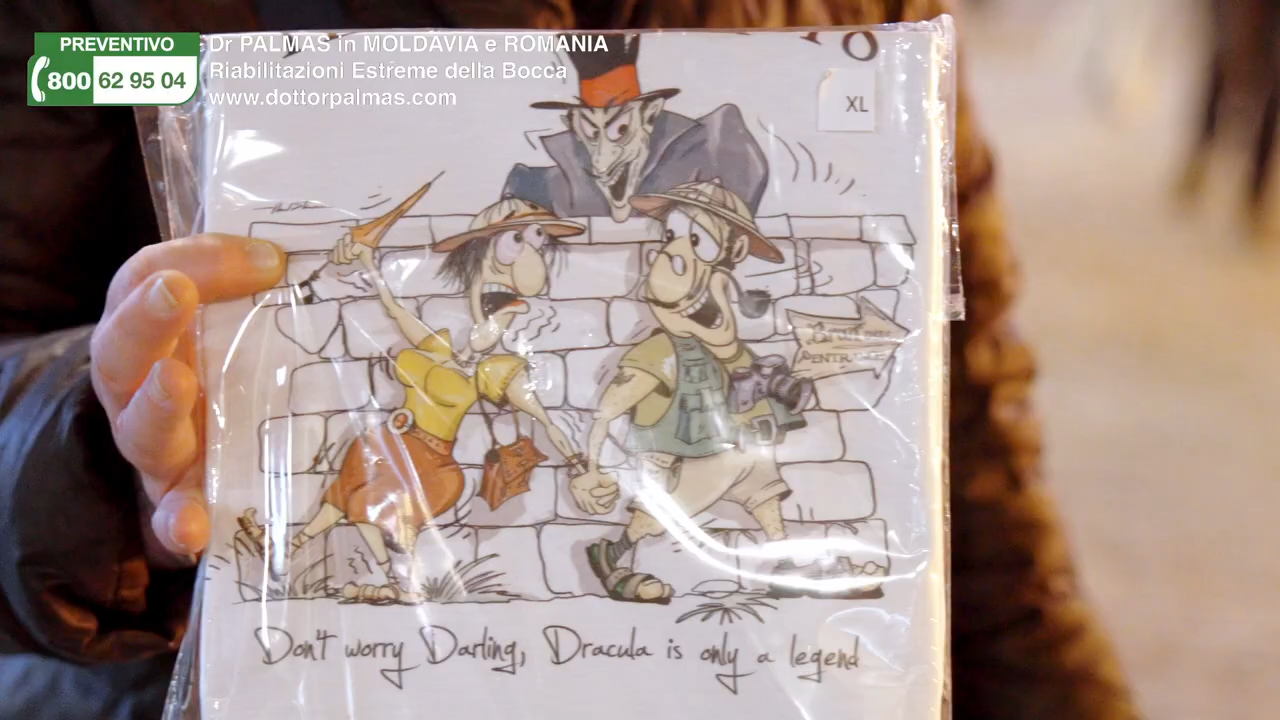 PREVENTIVO
800 62 95 04
Dr PALMAS in MOLDAVIA e ROMANIA
Riabilitazioni Estreme della Bocca
www.dottorpalmas.com
XL
ENTRANCE
Don't worry Darling, Dracula is only a legend